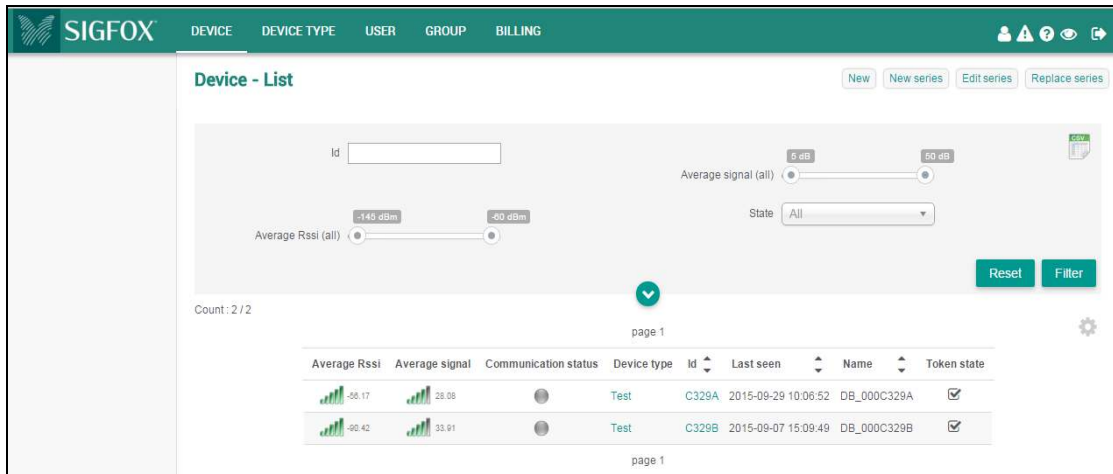 SIGFOX DEVICE DEVICE TYPE USER GROUP BILLING
Device - List New New series Edit series Replace series
CSV
Id 5 dB 50 dB
Average signal (all)
-145 dBm -60 dBm State All
Average Rssi (all)
Reset Filter
Count : 2 / 2
page 1
Average Rssi Average signal Communication status Device type Id Last seen Name Token state
28.08 Test C329A 2015-09-29 10:06:52 DB_000C329A
-90.42 33.91 Test C329B 2015-09-07 15:09:49 DB_000C329B
page 1